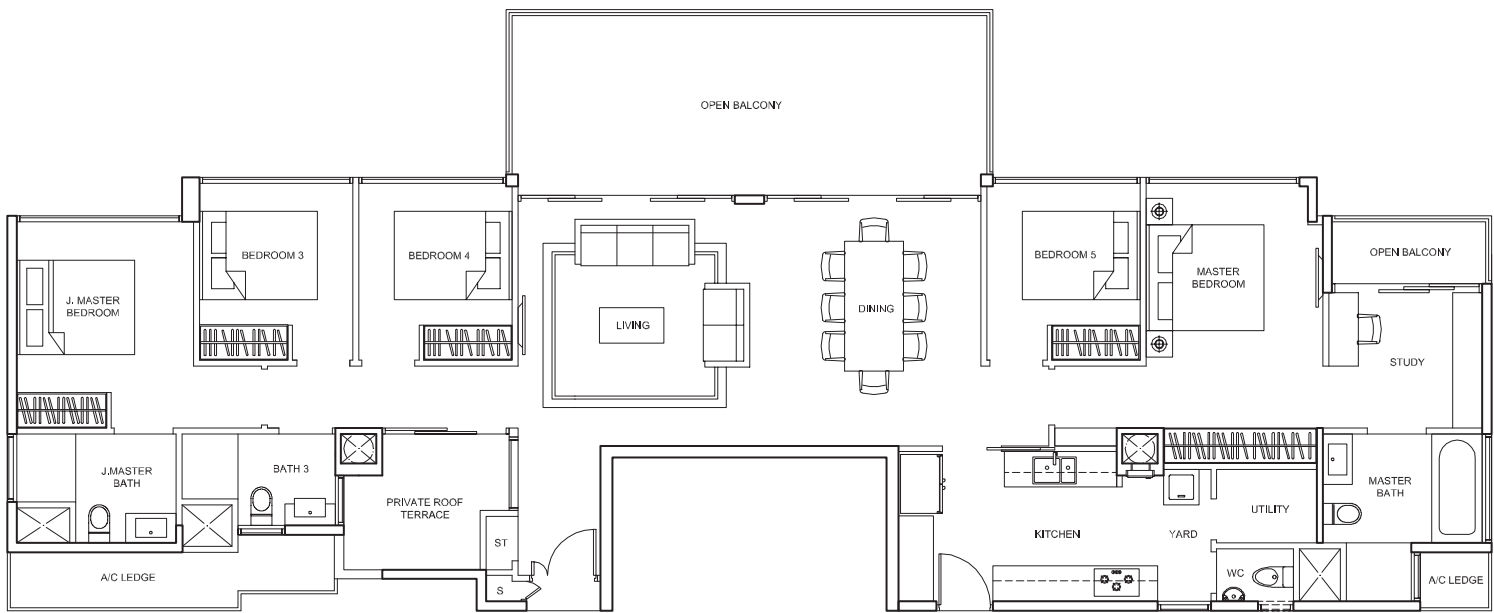 OPEN BALCONY
BEDROOM 3
BEDROOM 4
BEDROOM 5
OPEN BALCONY
MASTER
BEDROOM
J. MASTER
BEDROOM
LIVING
DINING
STUDY
J.MASTER
BATH
BATH 3
PRIVATE ROOF
TERRACE
MASTER
BATH
UTILITY
KITCHEN
YARD
ST
WC
A/C LEDGE
A/C LEDGE
S